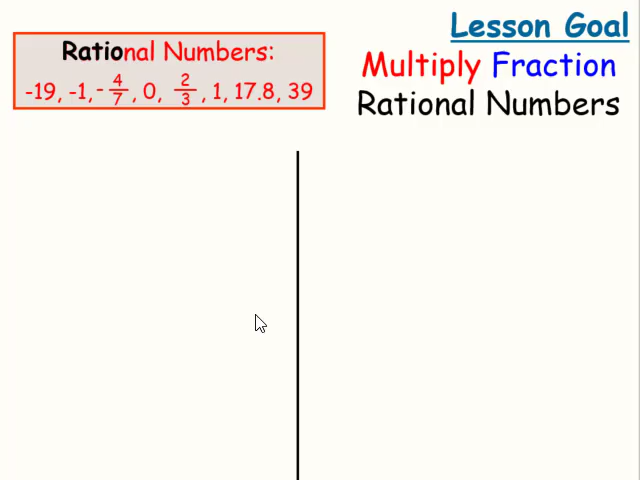 Rational Numbers:
-19, -1, - 4/7, 0, 2/3, 1, 17.8, 39
Lesson Goal
Multiply Fraction
Rational Numbers